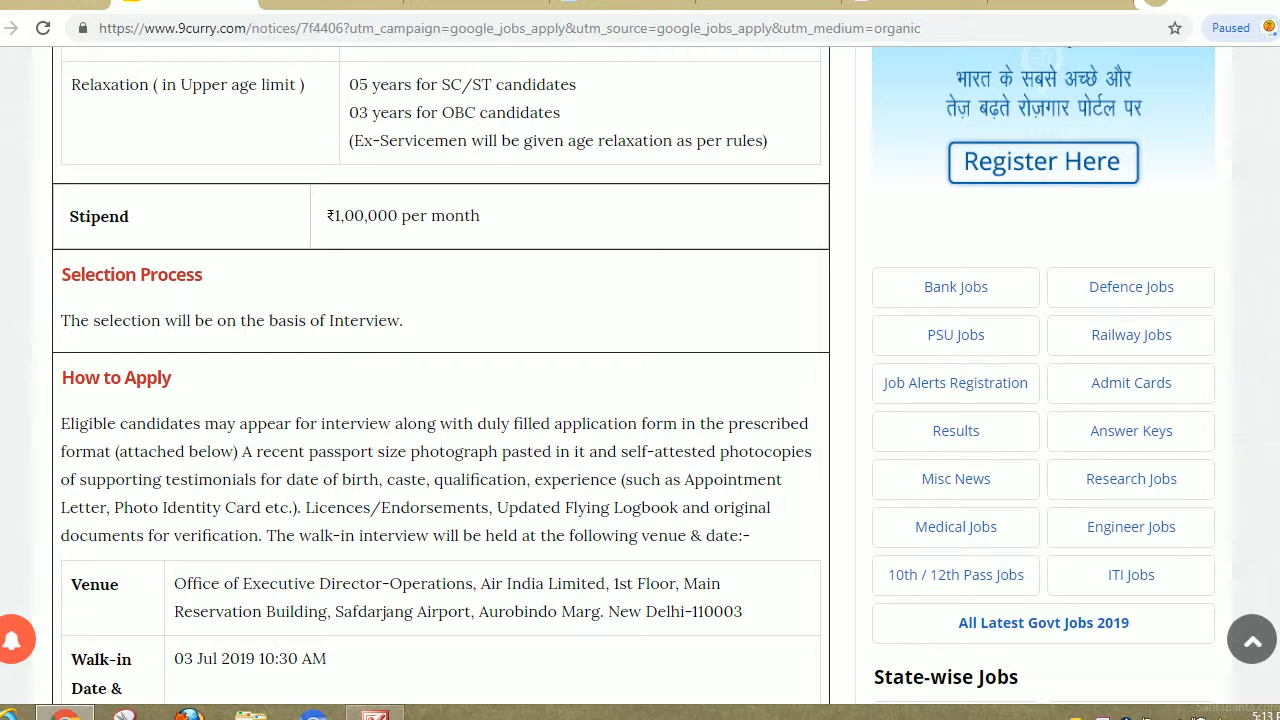 https://www.9curry.com/notices/7f4406?utm_campaign=google_jobs_apply&utm_source=google_jobs_apply&utm_medium=organic
Paused
Relaxation ( in Upper age limit )
05 years for SC/ST candidates
03 years for OBC candidates
(Ex-Servicemen will be given age relaxation as per rules)
Stipend
₹1,00,000 per month
Selection Process
The selection will be on the basis of Interview.
How to Apply
Eligible candidates may appear for interview along with duly filled application form in the prescribed
format (attached below) A recent passport size photograph pasted in it and self-attested photocopies
of supporting testimonials for date of birth, caste, qualification, experience (such as Appointment
Letter, Photo Identity Card etc.). Licences/Endorsements, Updated Flying Logbook and original
documents for verification. The walk-in interview will be held at the following venue & date:-
Venue
Office of Executive Director-Operations, Air India Limited, 1st Floor, Main
Reservation Building, Safdarjang Airport, Aurobindo Marg. New Delhi-110003
Walk-in
Date &
03 Jul 2019 10:30 AM
भारत के सबसे अच्छे और
तेज़ बढ़ते रोज़गार पोर्टल पर
Register Here
Bank Jobs
Defence Jobs
PSU Jobs
Railway Jobs
Job Alerts Registration
Admit Cards
Results
Answer Keys
Misc News
Research Jobs
Medical Jobs
Engineer Jobs
10th / 12th Pass Jobs
ITI Jobs
All Latest Govt Jobs 2019
State-wise Jobs
SantaBanta.com